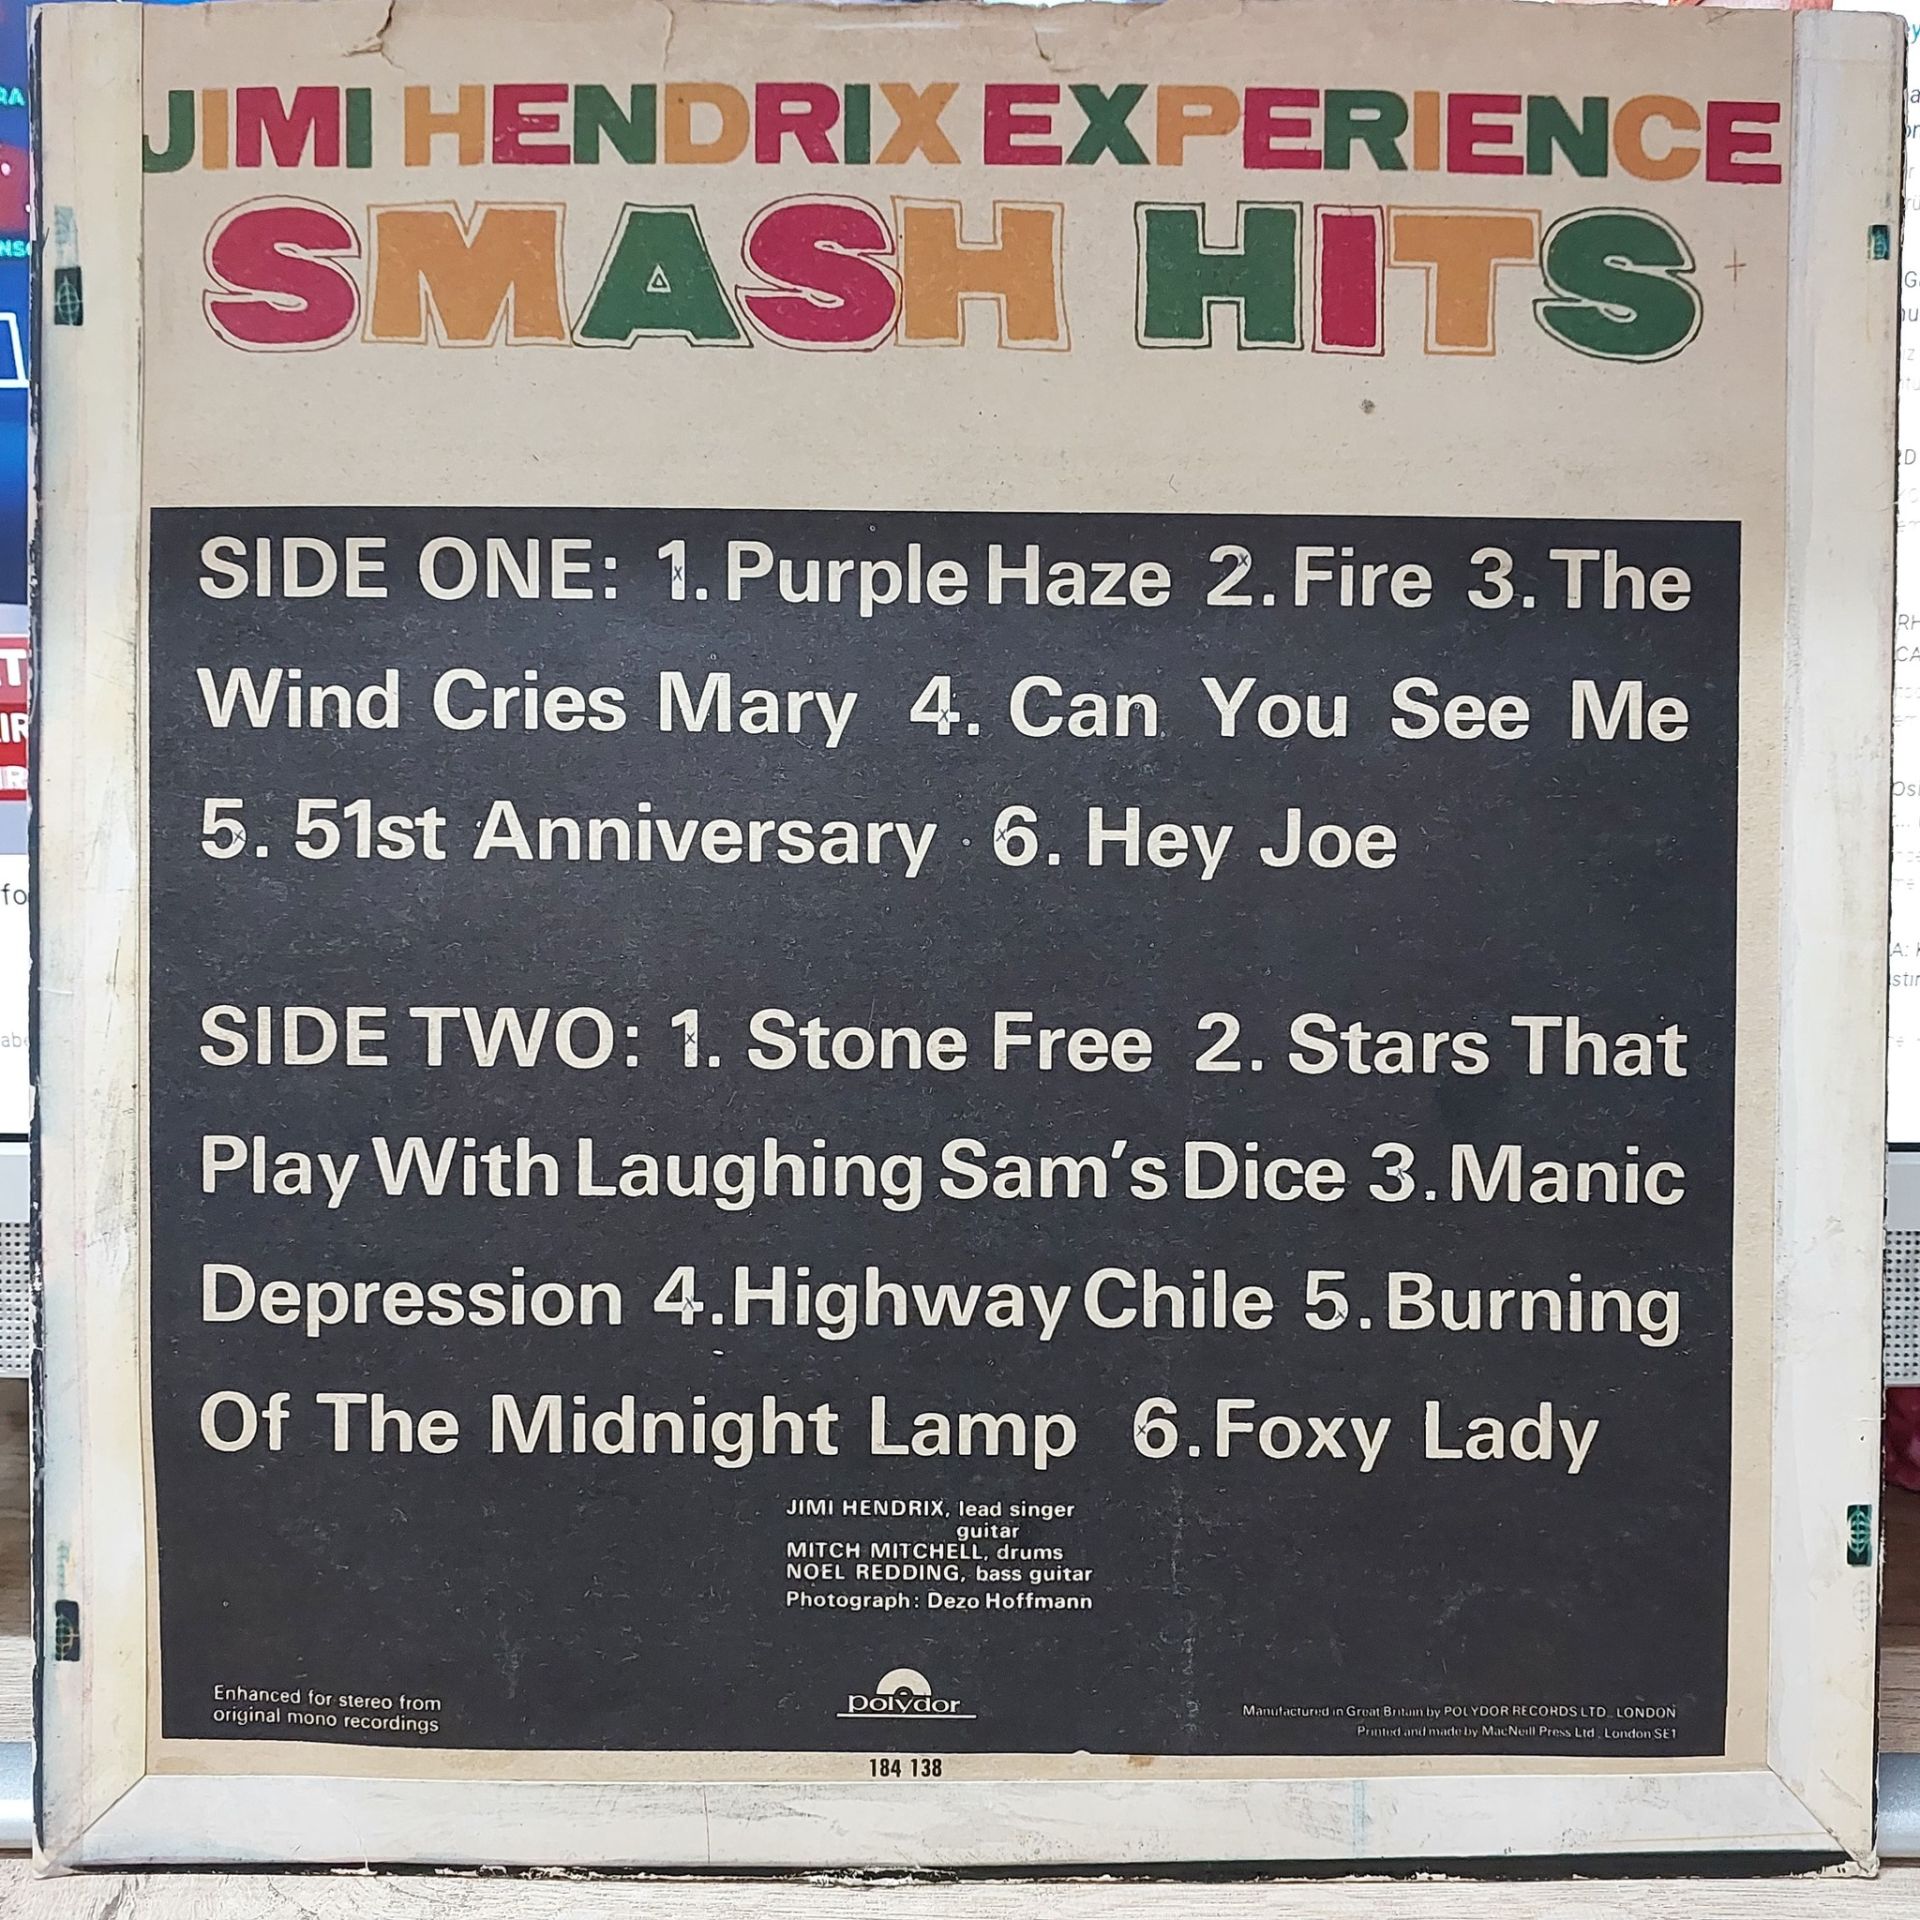 JIMI HENDRIX EXPERIENCE
SMASH HITS
SIDE ONE: 1. Purple Haze 2. Fire 3. The
Wind Cries Mary 4. Can You See Me
5. 51st Anniversary 6. Hey Joe
SIDE TWO: 1. Stone Free 2. Stars That
Play With Laughing Sam's Dice 3. Manic
Depression 4. Highway Chile 5. Burning
Of The Midnight Lamp 6. Foxy Lady
JIMI HENDRIX, lead singer
guitar
MITCH MITCHELL, drums
NOEL REDDING, bass guitar
Photograph: Dezo Hoffmann
Enhanced for stereo from
original mono recordings
polydor
Manufactured in Great Britain by POLYDOR RECORDS LTD., LONDON
Printed and made by MacNeill Press Ltd., London SE1
184 138